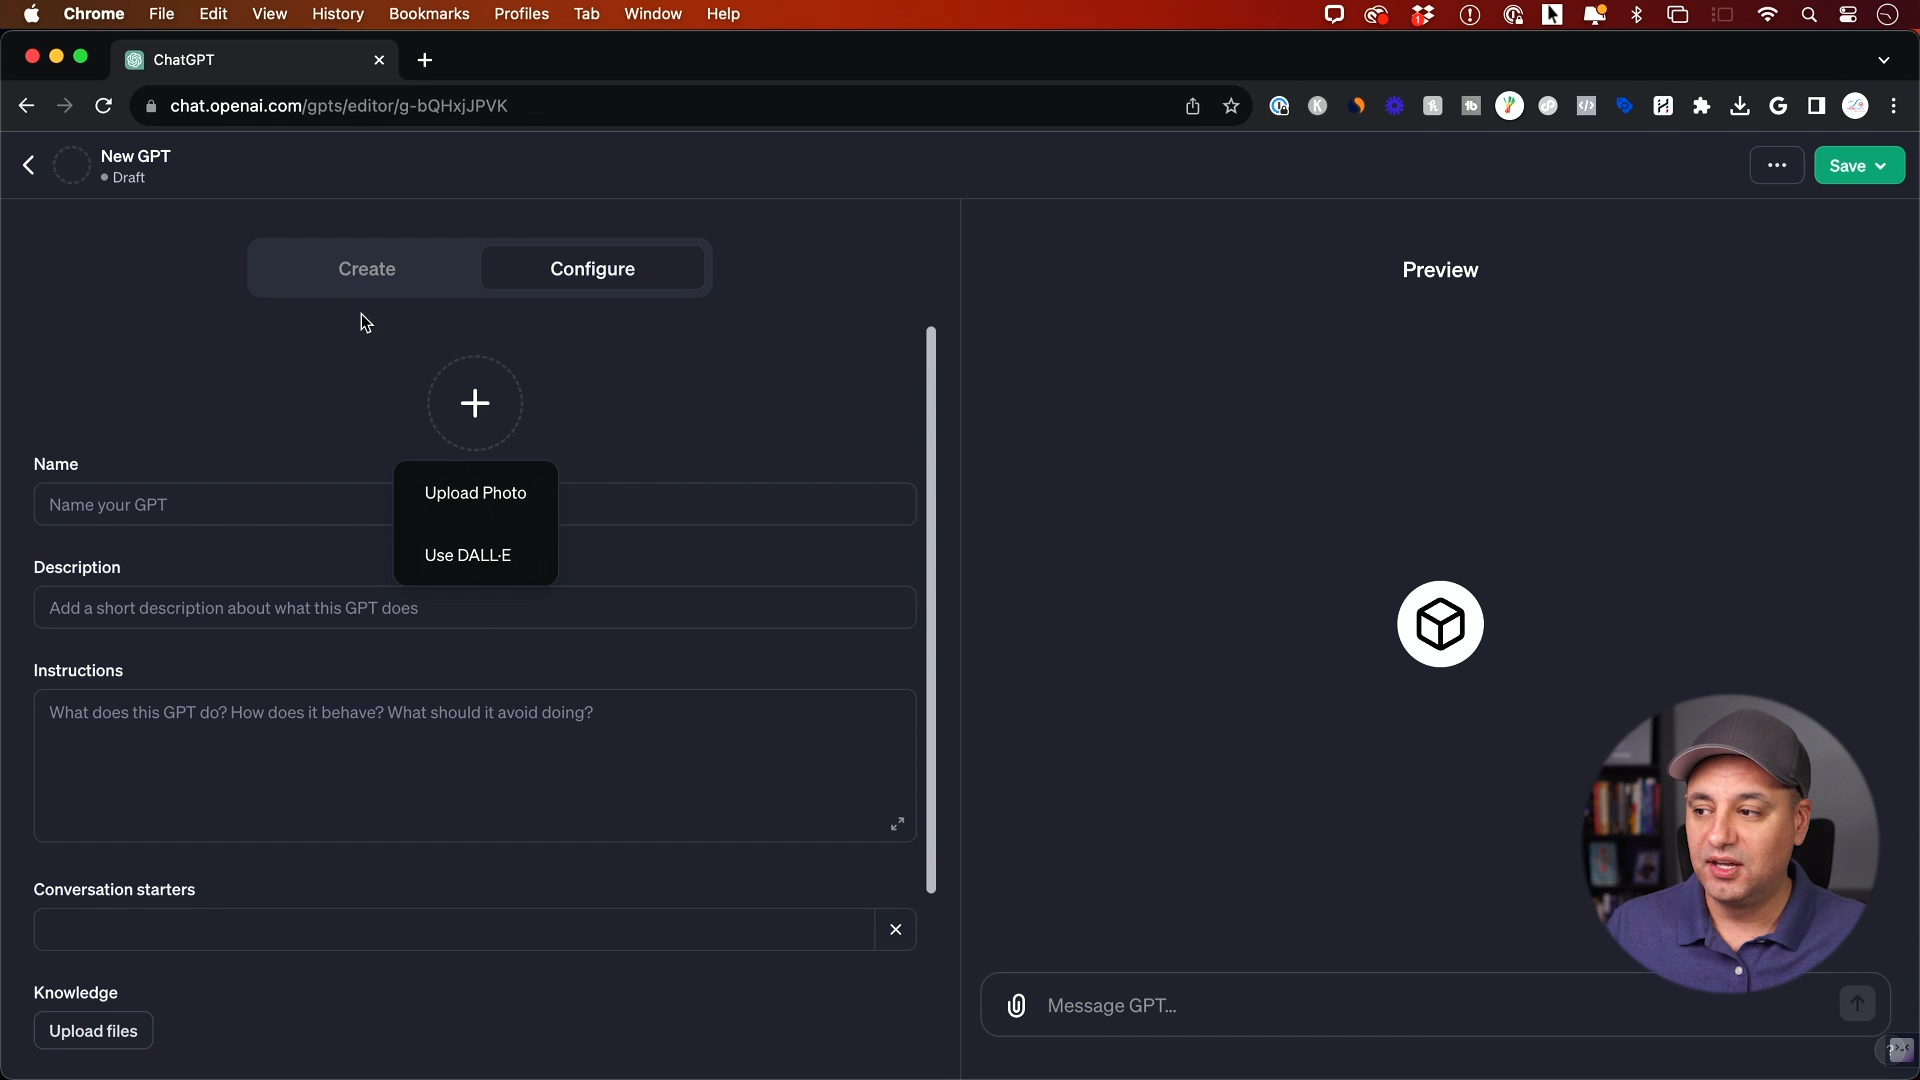 Chrome File Edit View History Bookmarks Profiles Tab Window Help
ChatGPT
chat.openai.com/gpts/editor/g-bQHxjJPVK
New GPT
Draft
Save
Create Configure
Preview
Name
Name your GPT
Upload Photo
Use DALL·E
Description
Add a short description about what this GPT does
Instructions
What does this GPT do? How does it behave? What should it avoid doing?
Conversation starters
Knowledge
Upload files
Message GPT...